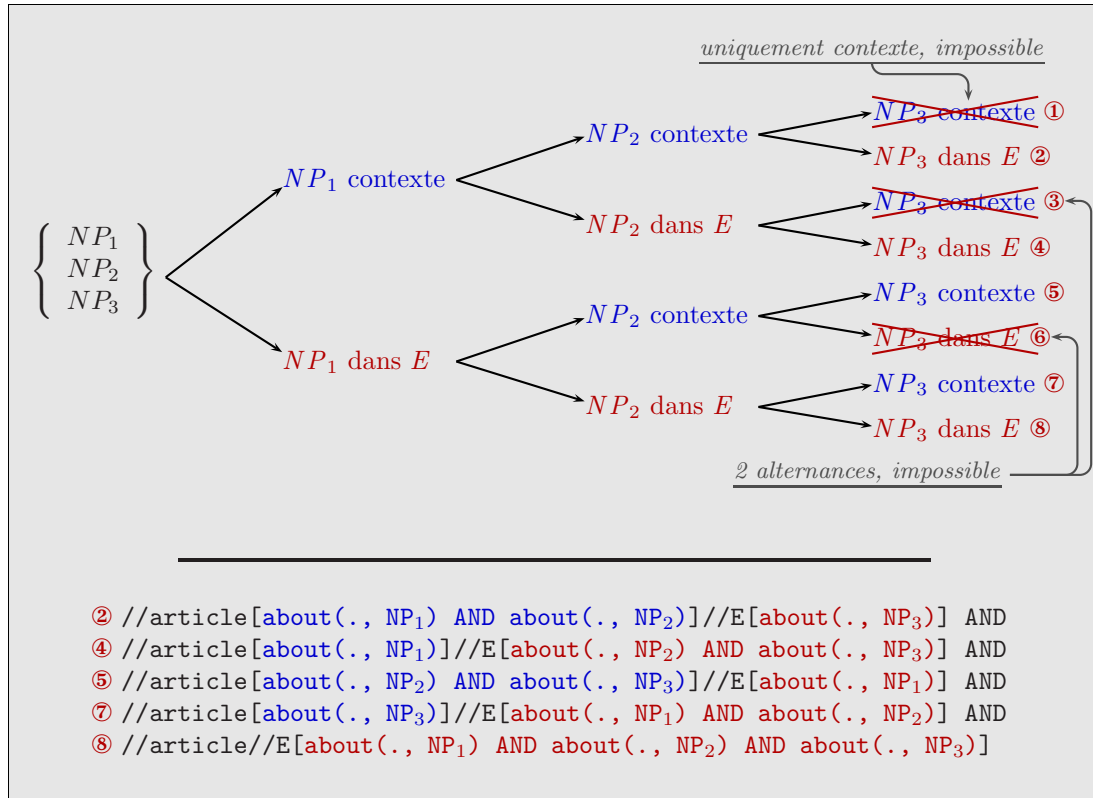 uniquement contexte, impossible
NP₃ contexte ①
NP₂ contexte
NP₃ dans E ②
NP₁ contexte
NP₃ contexte ③
NP₂ dans E
NP₃ dans E ④
{ NP₁
NP₂
NP₃ }
NP₃ contexte ⑤
NP₂ contexte
NP₃ dans E ⑥
NP₁ dans E
NP₃ contexte ⑦
NP₂ dans E
NP₃ dans E ⑧
2 alternances, impossible
② //article[about(., NP₁) AND about(., NP₂)]//E[about(., NP₃)] AND
④ //article[about(., NP₁)]//E[about(., NP₂) AND about(., NP₃)] AND
⑤ //article[about(., NP₂) AND about(., NP₃)]//E[about(., NP₁)] AND
⑦ //article[about(., NP₃)]//E[about(., NP₁) AND about(., NP₂)] AND
⑧ //article//E[about(., NP₁) AND about(., NP₂) AND about(., NP₃)]